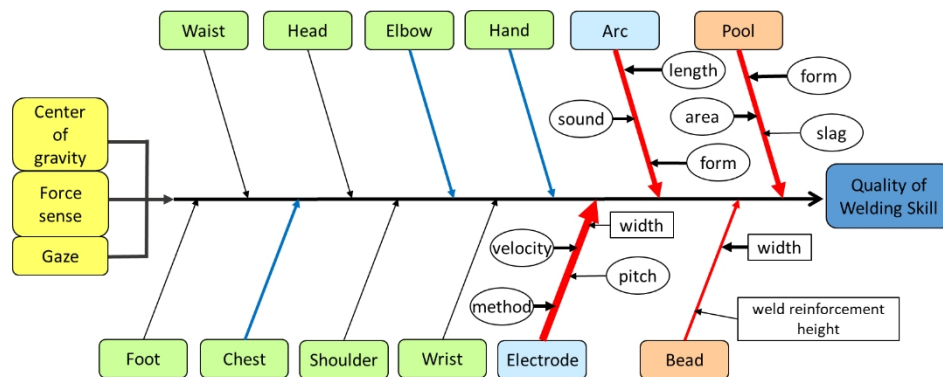 Waist
Head
Elbow
Hand
Arc
Pool
length
sound
form
form
area
slag
Center
of
gravity
Force
sense
Gaze
Quality of
Welding Skill
width
velocity
pitch
method
width
weld reinforcement
height
Foot
Chest
Shoulder
Wrist
Electrode
Bead